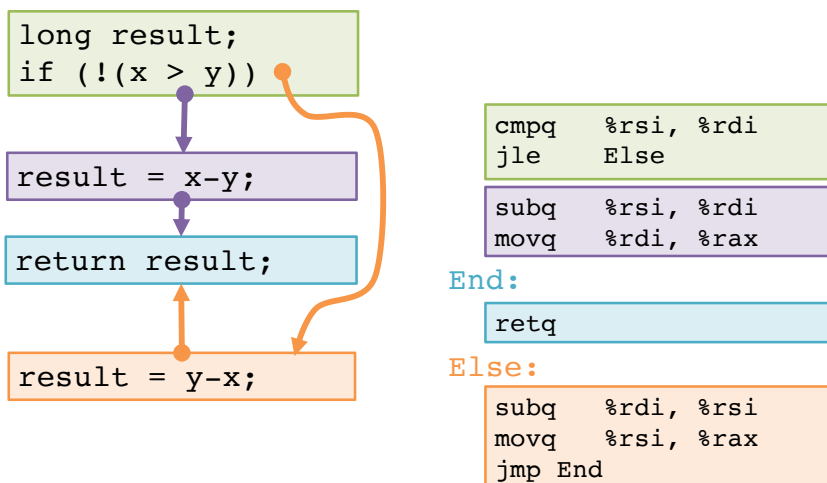 long result;
if (!(x > y))
result = x-y;
return result;
result = y-x;
cmpq %rsi, %rdi
jle Else
subq %rsi, %rdi
movq %rdi, %rax
End:
retq
Else:
subq %rdi, %rsi
movq %rsi, %rax
jmp End